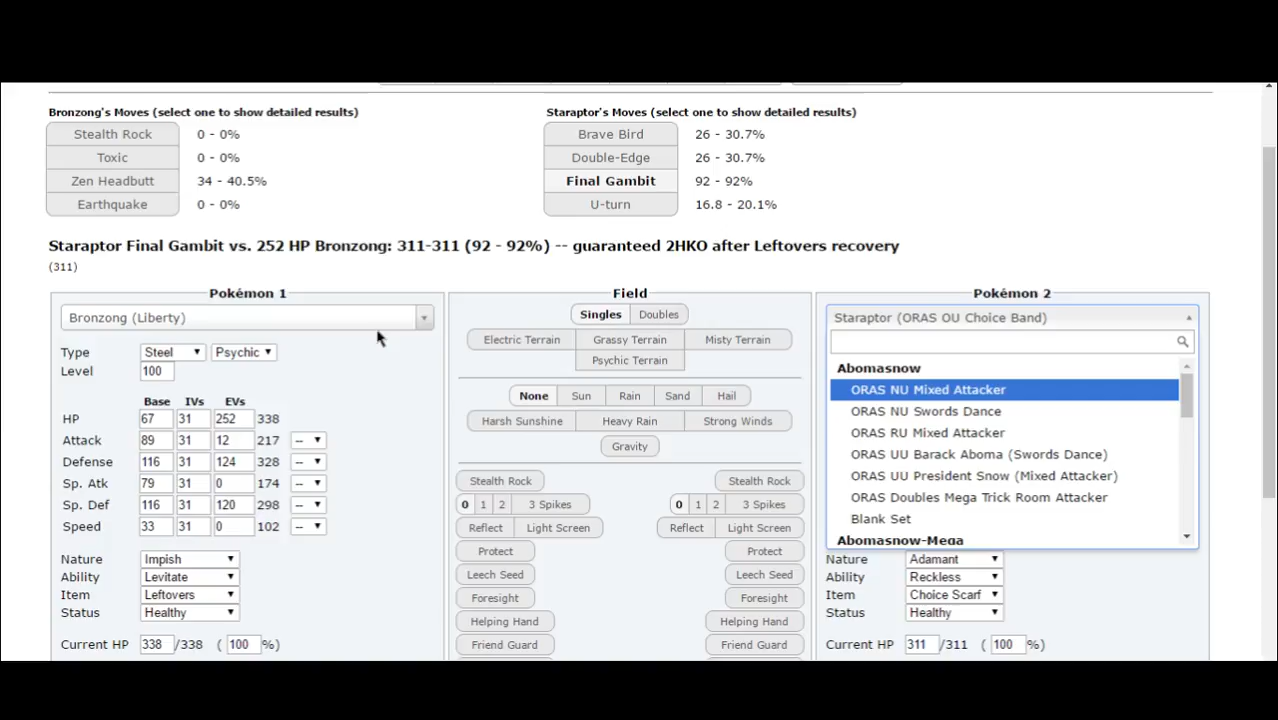 Bronzong's Moves (select one to show detailed results)
Stealth Rock 0 - 0%
Toxic 0 - 0%
Zen Headbutt 34 - 40.5%
Earthquake 0 - 0%
Staraptor's Moves (select one to show detailed results)
Brave Bird 26 - 30.7%
Double-Edge 26 - 30.7%
Final Gambit 92 - 92%
U-turn 16.8 - 20.1%
Staraptor Final Gambit vs. 252 HP Bronzong: 311-311 (92 - 92%) -- guaranteed 2HKO after Leftovers recovery
(311)
Pokémon 1
Bronzong (Liberty)
Type Steel Psychic
Level 100
Base IVs EVs
HP 67 31 252 338
Attack 89 31 12 217 --
Defense 116 31 124 328 --
Sp. Atk 79 31 0 174 --
Sp. Def 116 31 120 298 --
Speed 33 31 0 102 --
Nature Impish
Ability Levitate
Item Leftovers
Status Healthy
Current HP 338 /338 ( 100 %)
Field
Singles Doubles
Electric Terrain Grassy Terrain Misty Terrain
Psychic Terrain
None Sun Rain Sand Hail
Harsh Sunshine Heavy Rain Strong Winds
Gravity
Stealth Rock Stealth Rock
0 1 2 3 Spikes 0 1 2 3 Spikes
Reflect Light Screen Reflect Light Screen
Protect Protect
Leech Seed Leech Seed
Foresight Foresight
Helping Hand Helping Hand
Friend Guard Friend Guard
Pokémon 2
Staraptor (ORAS OU Choice Band)
Abomasnow
ORAS NU Mixed Attacker
ORAS NU Swords Dance
ORAS RU Mixed Attacker
ORAS UU Barack Aboma (Swords Dance)
ORAS UU President Snow (Mixed Attacker)
ORAS Doubles Mega Trick Room Attacker
Blank Set
Abomasnow-Mega
Nature Adamant
Ability Reckless
Item Choice Scarf
Status Healthy
Current HP 311 /311 ( 100 %)